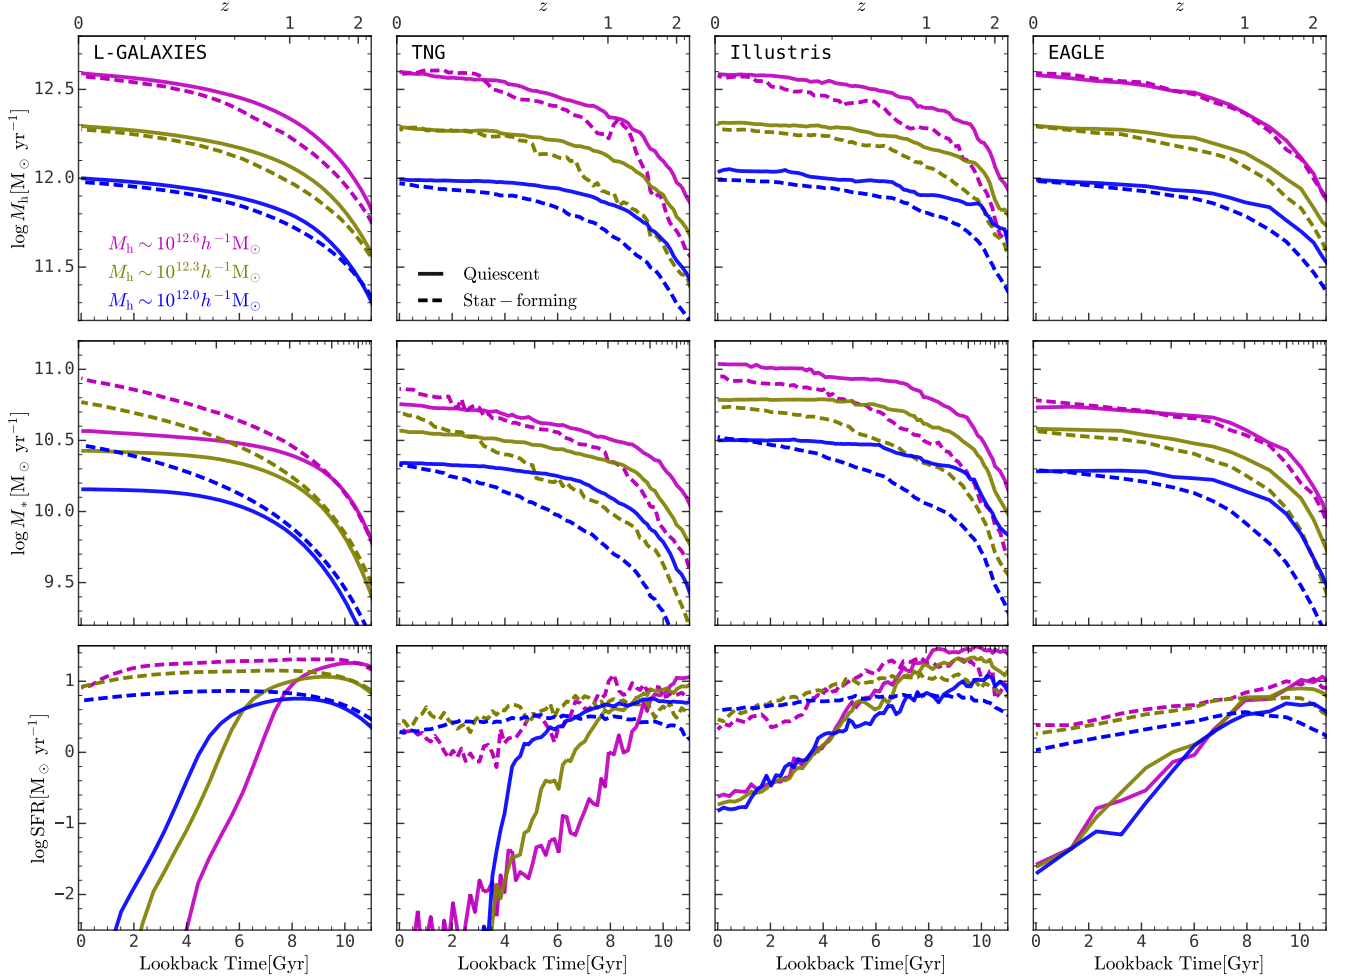 z z z z
0 1 2 0 1 2 0 1 2 0 1 2
L-GALAXIES TNG Illustris EAGLE
12.5
12.0
11.5
log M_h[M_⊙ yr^{-1}]
M_h ∼ 10^{12.6}h^{-1}M_⊙
M_h ∼ 10^{12.3}h^{-1}M_⊙
M_h ∼ 10^{12.0}h^{-1}M_⊙
Quiescent
Star − forming
11.0
10.5
10.0
9.5
log M_*[M_⊙ yr^{-1}]
1
0
−1
−2
log SFR[M_⊙ yr^{-1}]
0 2 4 6 8 10 0 2 4 6 8 10 0 2 4 6 8 10 0 2 4 6 8 10
Lookback Time[Gyr] Lookback Time[Gyr] Lookback Time[Gyr] Lookback Time[Gyr]